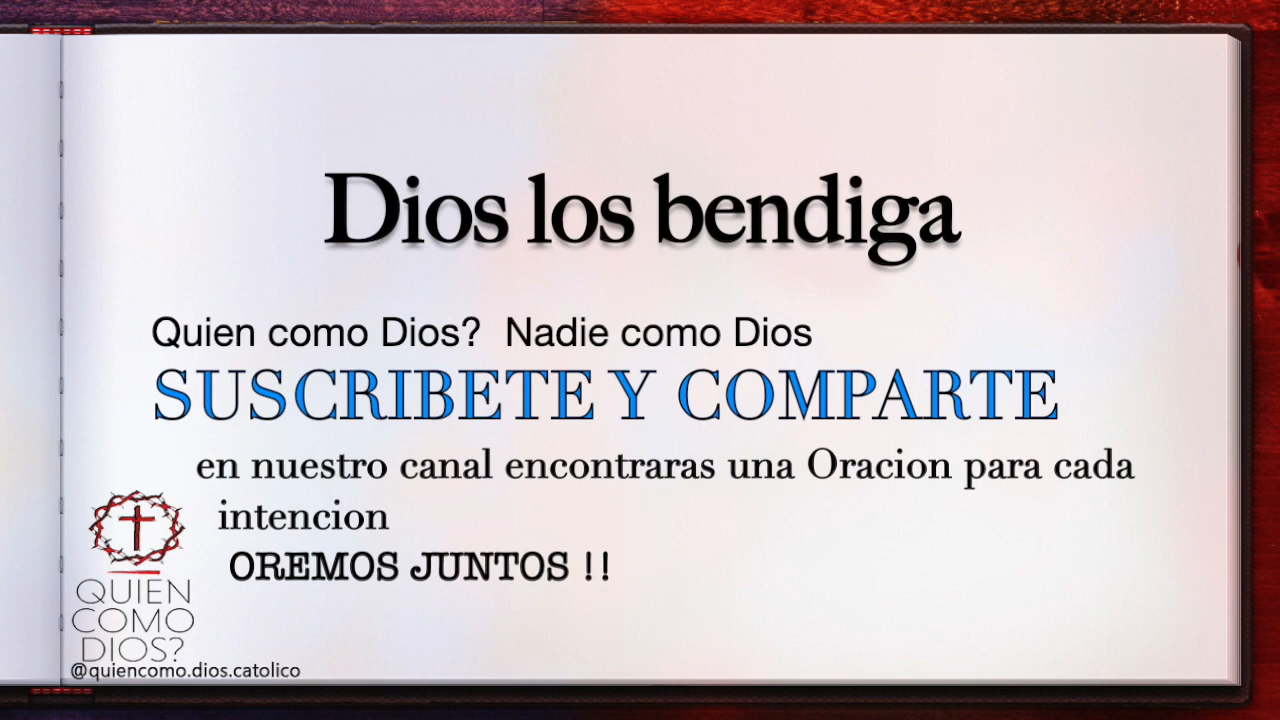 Dios los bendiga
Quien como Dios? Nadie como Dios
SUSCRIBETE Y COMPARTE
en nuestro canal encontraras una Oracion para cada
intencion
OREMOS JUNTOS !!
QUIEN
COMO
DIOS?
@quiencomo.dios.catolico